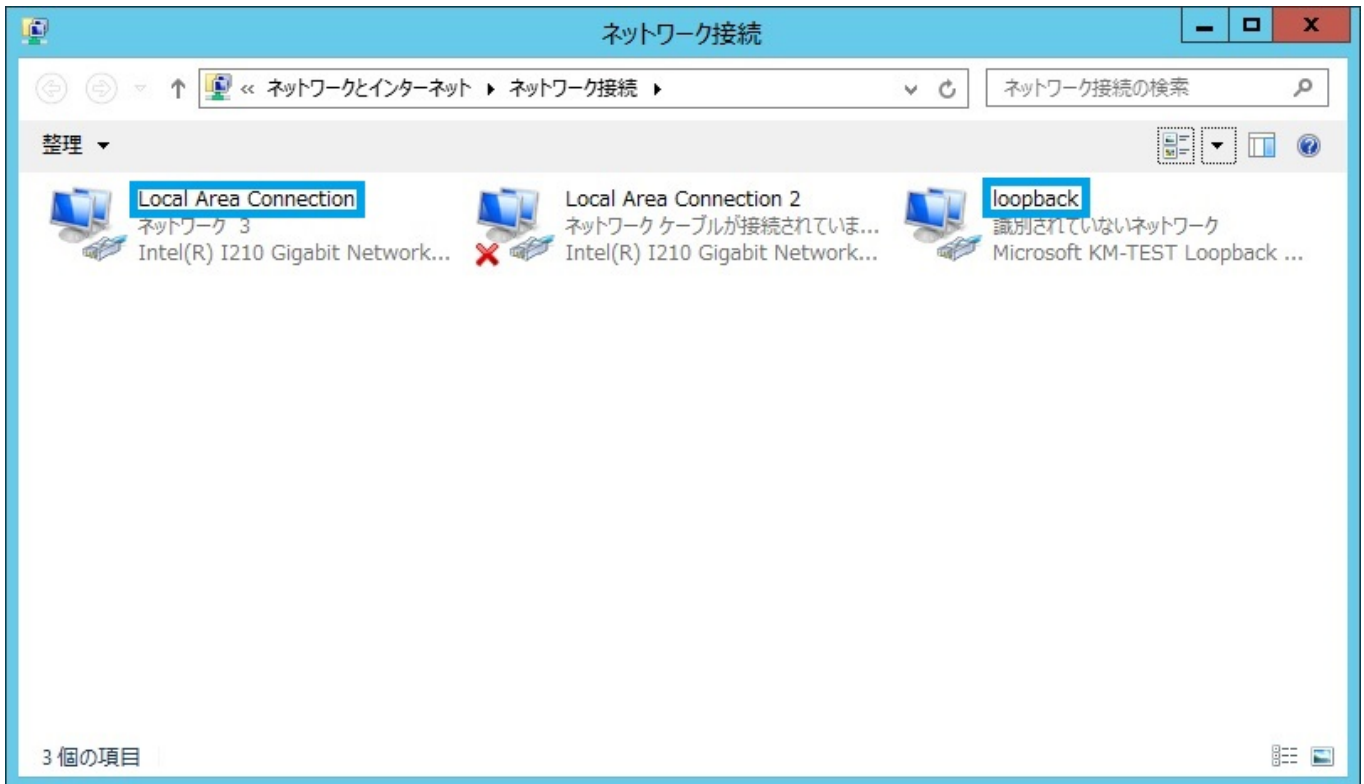 ネットワーク接続
« ネットワークとインターネット ▶ ネットワーク接続 ▶
ネットワーク接続の検索
整理 ▼
Local Area Connection
ネットワーク 3
Intel(R) I210 Gigabit Network...
Local Area Connection 2
ネットワーク ケーブルが接続されていま...
Intel(R) I210 Gigabit Network...
loopback
識別されていないネットワーク
Microsoft KM-TEST Loopback ...
3 個の項目